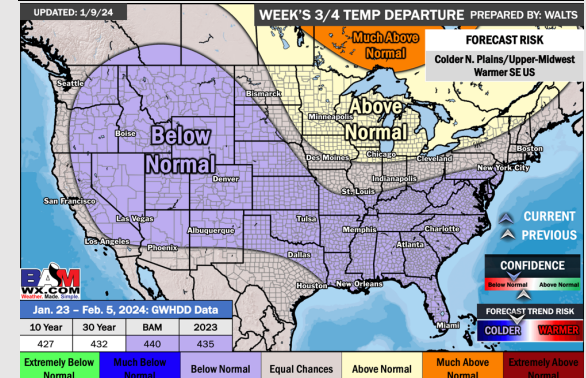 UPDATED: 1/9/24
WEEK'S 3/4 TEMP DEPARTURE PREPARED BY: WALTS
FORECAST RISK
Colder N. Plains/Upper-Midwest
Warmer SE US
Much Above
Normal
Above
Normal
Below
Normal
Seattle
Bismarck
Minneapolis
Boise
Boston
Des Moines
Chicago
Cleveland
New York City
Denver
Indianapolis
St. Louis
San Francisco
Las Vegas
Tulsa
Memphis
Charlotte
Albuquerque
Los Angeles
Phoenix
Atlanta
Dallas
Houston
New Orleans
Miami
CURRENT
PREVIOUS
CONFIDENCE
Below Normal Above Normal
FORECAST TREND RISK
COLDER WARMER
BAM
WX.COM
Weather. Made. Simple.
Jan. 23 – Feb. 5, 2024: GWHDD Data
10 Year 30 Year BAM 2023
427 432 440 435
Extremely Below
Normal
Much Below
Normal
Below Normal
Equal Chances
Above Normal
Much Above
Normal
Extremely Above
Normal